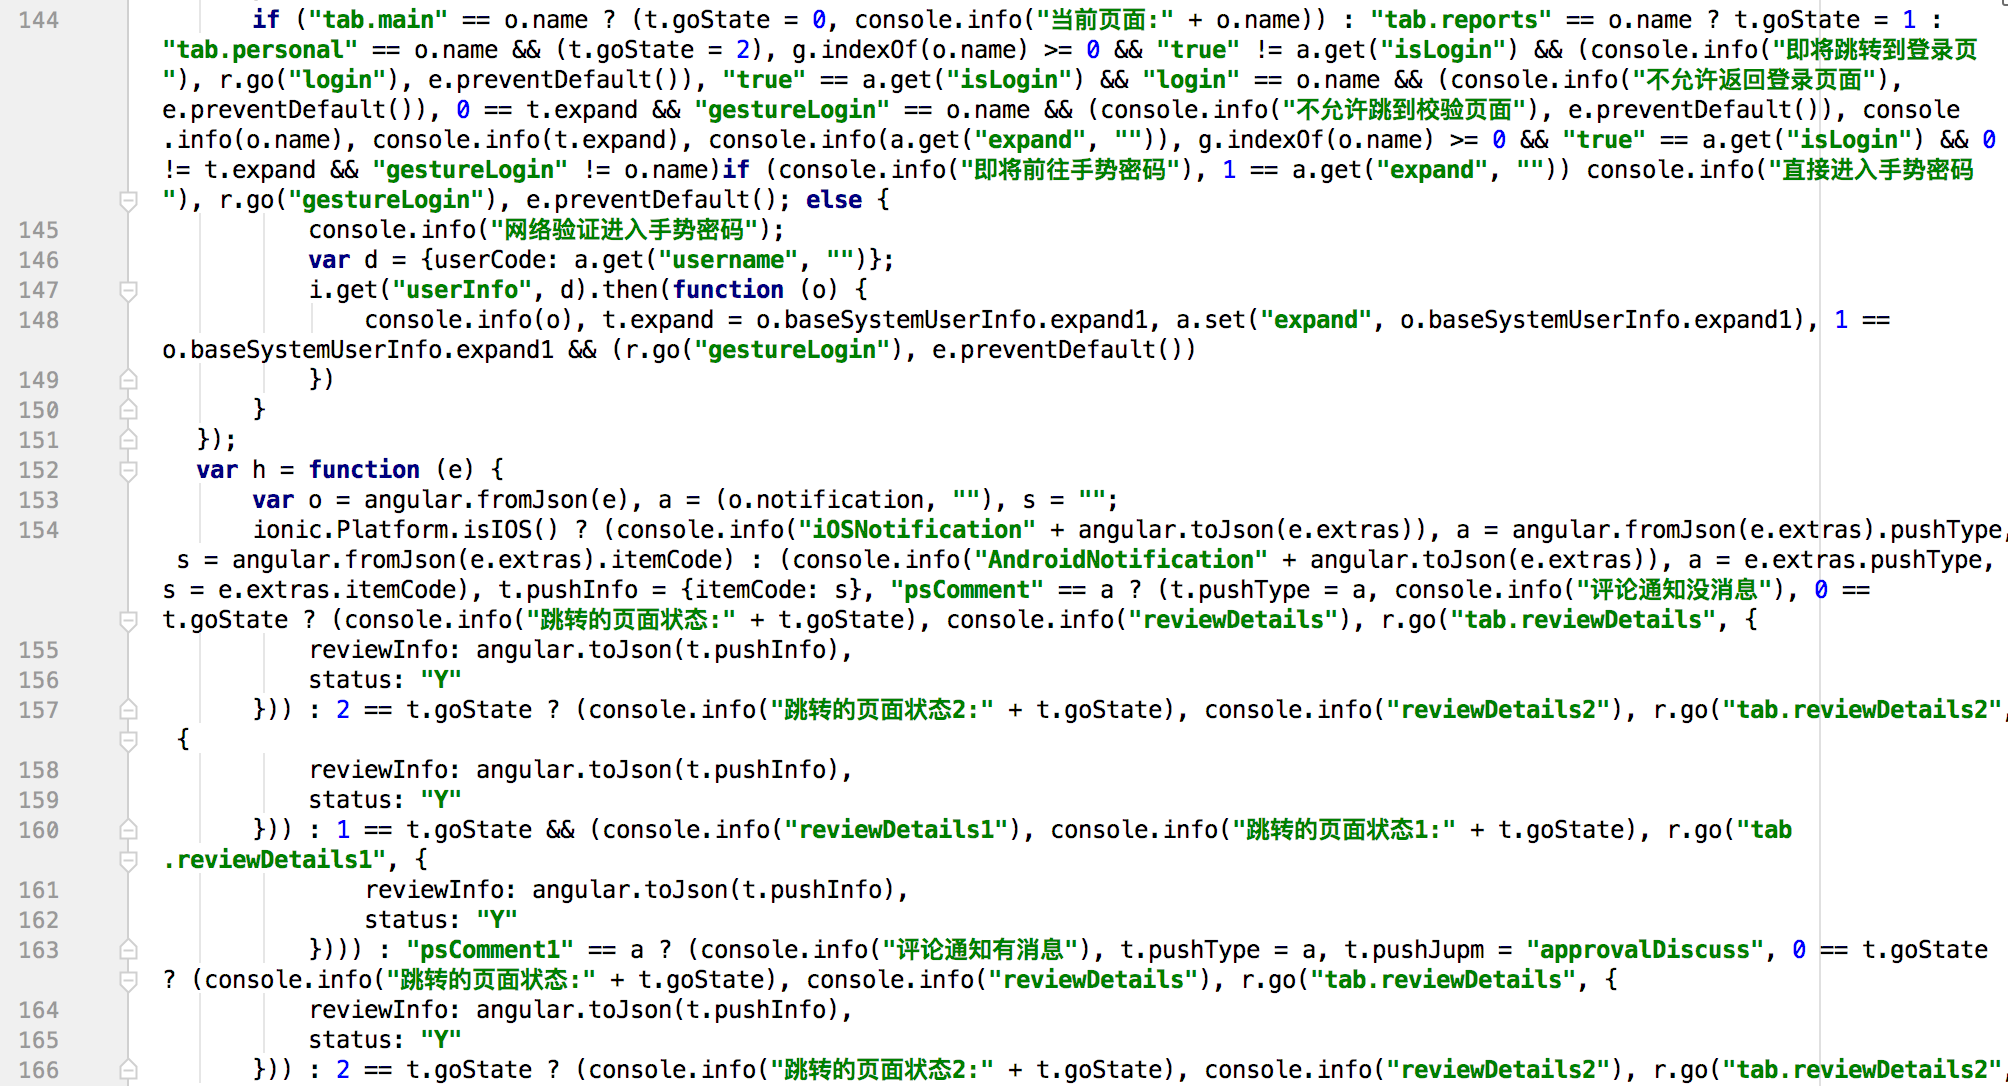 144 if ("tab.main" == o.name ? (t.goState = 0, console.info("当前页面:" + o.name)) : "tab.reports" == o.name ? t.goState = 1 :
"tab.personal" == o.name && (t.goState = 2), g.indexOf(o.name) >= 0 && "true" != a.get("isLogin") && (console.info("即将跳转到登录页
"), r.go("login"), e.preventDefault()), "true" == a.get("isLogin") && "login" == o.name && (console.info("不允许返回登录页面"),
e.preventDefault()), 0 == t.expand && "gestureLogin" == o.name && (console.info("不允许跳到校验页面"), e.preventDefault()), console
.info(o.name), console.info(t.expand), console.info(a.get("expand", "")), g.indexOf(o.name) >= 0 && "true" == a.get("isLogin") && 0
!= t.expand && "gestureLogin" != o.name)if (console.info("即将前往手势密码"), 1 == a.get("expand", "")) console.info("直接进入手势密码
"), r.go("gestureLogin"), e.preventDefault(); else {
145 console.info("网络验证进入手势密码");
146 var d = {userCode: a.get("username", "")};
147 i.get("userInfo", d).then(function (o) {
148 console.info(o), t.expand = o.baseSystemUserInfo.expand1, a.set("expand", o.baseSystemUserInfo.expand1), 1 ==
o.baseSystemUserInfo.expand1 && (r.go("gestureLogin"), e.preventDefault())
149 })
150 }
151 });
152 var h = function (e) {
153 var o = angular.fromJson(e), a = (o.notification, ""), s = "";
154 ionic.Platform.isIOS() ? (console.info("iOSNotification" + angular.toJson(e.extras)), a = angular.fromJson(e.extras).pushType,
s = angular.fromJson(e.extras).itemCode) : (console.info("AndroidNotification" + angular.toJson(e.extras)), a = e.extras.pushType,
s = e.extras.itemCode), t.pushInfo = {itemCode: s}, "psComment" == a ? (t.pushType = a, console.info("评论通知没消息"), 0 ==
t.goState ? (console.info("跳转的页面状态:" + t.goState), console.info("reviewDetails"), r.go("tab.reviewDetails", {
155 reviewInfo: angular.toJson(t.pushInfo),
156 status: "Y"
157 })) : 2 == t.goState ? (console.info("跳转的页面状态2:" + t.goState), console.info("reviewDetails2"), r.go("tab.reviewDetails2",
{
158 reviewInfo: angular.toJson(t.pushInfo),
159 status: "Y"
160 })) : 1 == t.goState && (console.info("reviewDetails1"), console.info("跳转的页面状态1:" + t.goState), r.go("tab
.reviewDetails1", {
161 reviewInfo: angular.toJson(t.pushInfo),
162 status: "Y"
163 }))) : "psComment1" == a ? (console.info("评论通知有消息"), t.pushType = a, t.pushJupm = "approvalDiscuss", 0 == t.goState
? (console.info("跳转的页面状态:" + t.goState), console.info("reviewDetails"), r.go("tab.reviewDetails", {
164 reviewInfo: angular.toJson(t.pushInfo),
165 status: "Y"
166 })) : 2 == t.goState ? (console.info("跳转的页面状态2:" + t.goState), console.info("reviewDetails2"), r.go("tab.reviewDetails2",